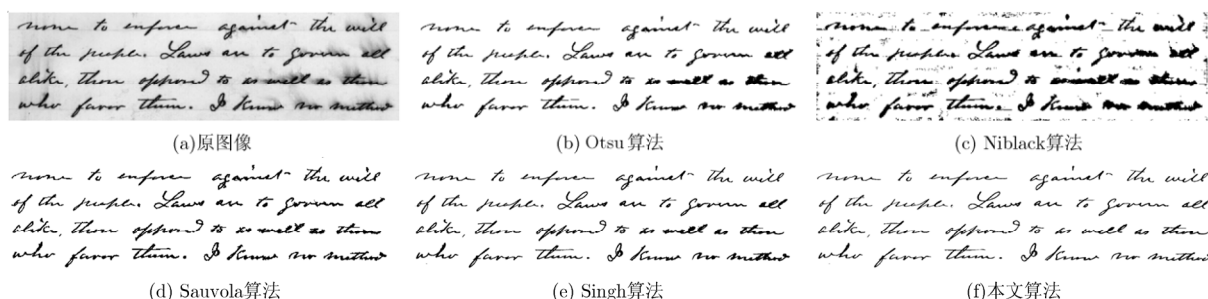 none to enforce against the will
of the people. Laws are to govern all
alike, those opposed to as well as those
who favor them. I know no method
none to enforce against the will
of the people. Laws are to govern all
alike, those opposed to as well as those
who favor them. I know no method
none to enforce against the will
of the people. Laws are to govern all
alike, those opposed to as well as those
who favor them. I know no method
(a)原图像
(b) Otsu算法
(c) Niblack算法
none to enforce against the will
of the people. Laws are to govern all
alike, those opposed to as well as those
who favor them. I know no method
none to enforce against the will
of the people. Laws are to govern all
alike, those opposed to as well as those
who favor them. I know no method
none to enforce against the will
of the people. Laws are to govern all
alike, those opposed to as well as those
who favor them. I know no method
(d) Sauvola算法
(e) Singh算法
(f)本文算法